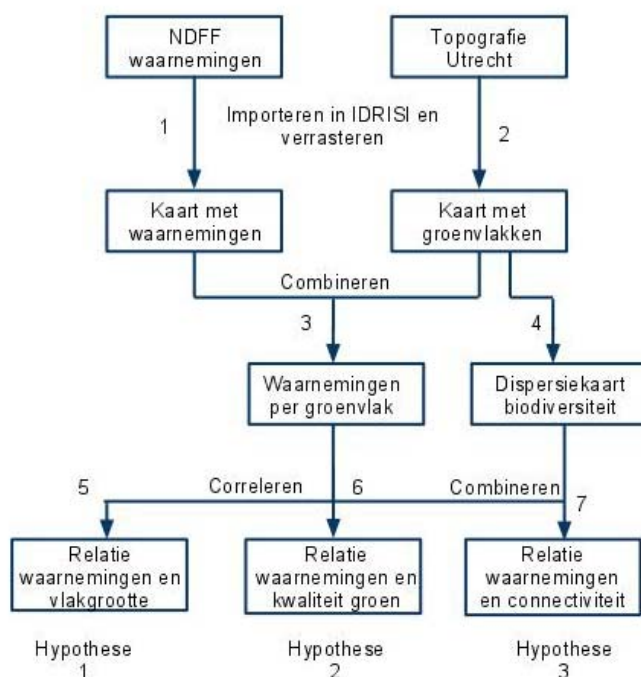 NDFF
waarnemingen
Topografie
Utrecht
1
Importeren in IDRISI en
verrasteren
2
Kaart met
waarnemingen
Kaart met
groenvlakken
Combineren
3
4
Waarnemingen
per groenvlak
Dispersiekaart
biodiversiteit
5
Correleren
6
Combineren
7
Relatie
waarnemingen en
vlakgrootte
Relatie
waarnemingen en
kwaliteit groen
Relatie
waarnemingen
en connectiviteit
Hypothese
1
Hypothese
2
Hypothese
3